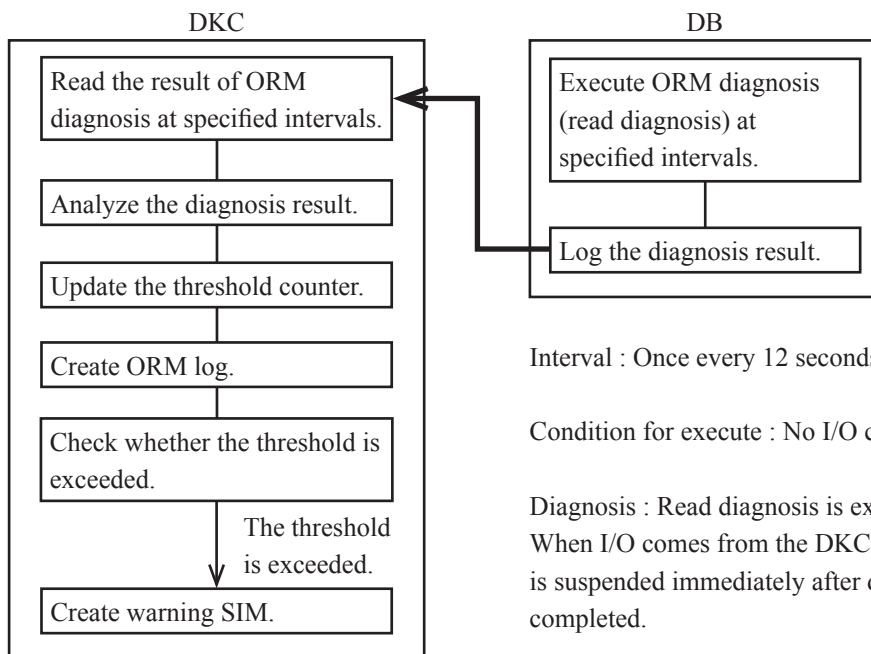 DKC
Read the result of ORM
diagnosis at specified intervals.
Analyze the diagnosis result.
Update the threshold counter.
Create ORM log.
Check whether the threshold is
exceeded.
The threshold
is exceeded.
Create warning SIM.
DB
Execute ORM diagnosis
(read diagnosis) at
specified intervals.
Log the diagnosis result.
Interval : Once every 12 seconds
Condition for execute : No I/O
Diagnosis : Read diagnosis is
When I/O comes from the DKC
is suspended immediately after
completed.